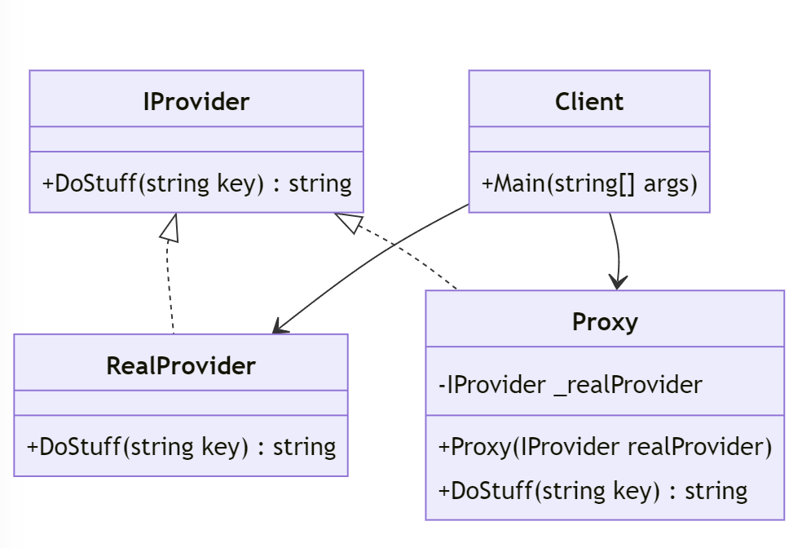 IProvider
+DoStuff(string key) : string
Client
+Main(string[] args)
RealProvider
+DoStuff(string key) : string
Proxy
-IProvider _realProvider
+Proxy(IProvider realProvider)
+DoStuff(string key) : string